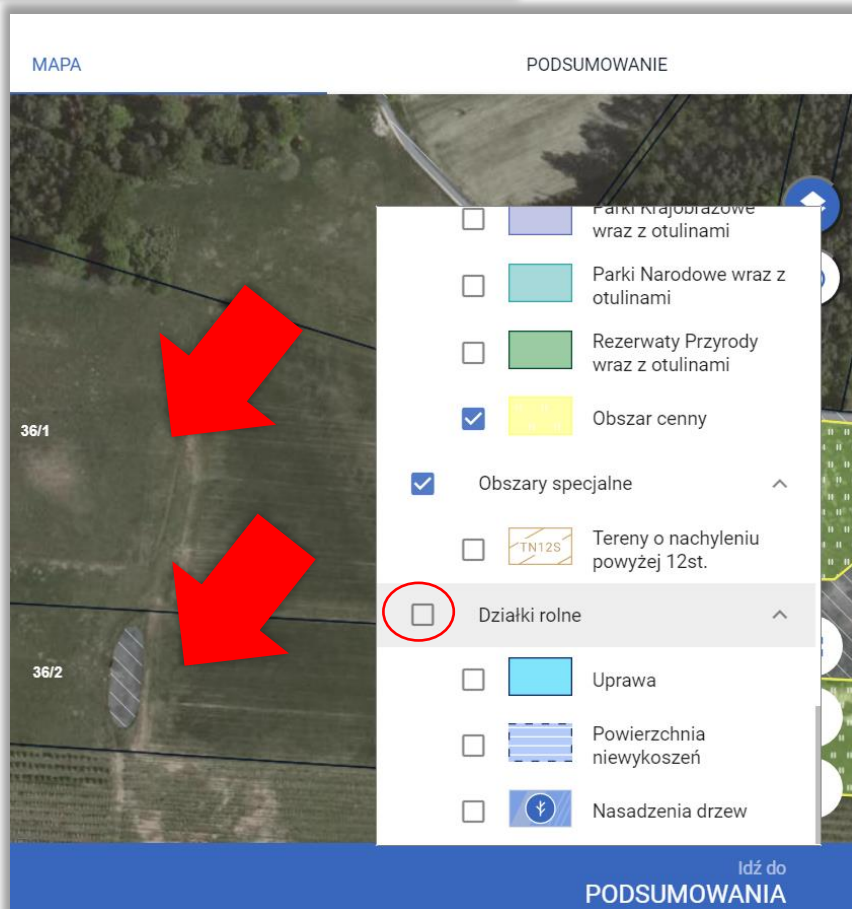 MAPA
PODSUMOWANIE
Parki Krajobrazowe
wraz z otulinami
Parki Narodowe wraz z
otulinami
Rezerwaty Przyrody
wraz z otulinami
36/1
Obszar cenny
Obszary specjalne
TN12S
Tereny o nachyleniu
powyżej 12st.
Działki rolne
36/2
Uprawa
Powierzchnia
niewykoszeń
Nasadzenia drzew
Idź do
PODSUMOWANIA